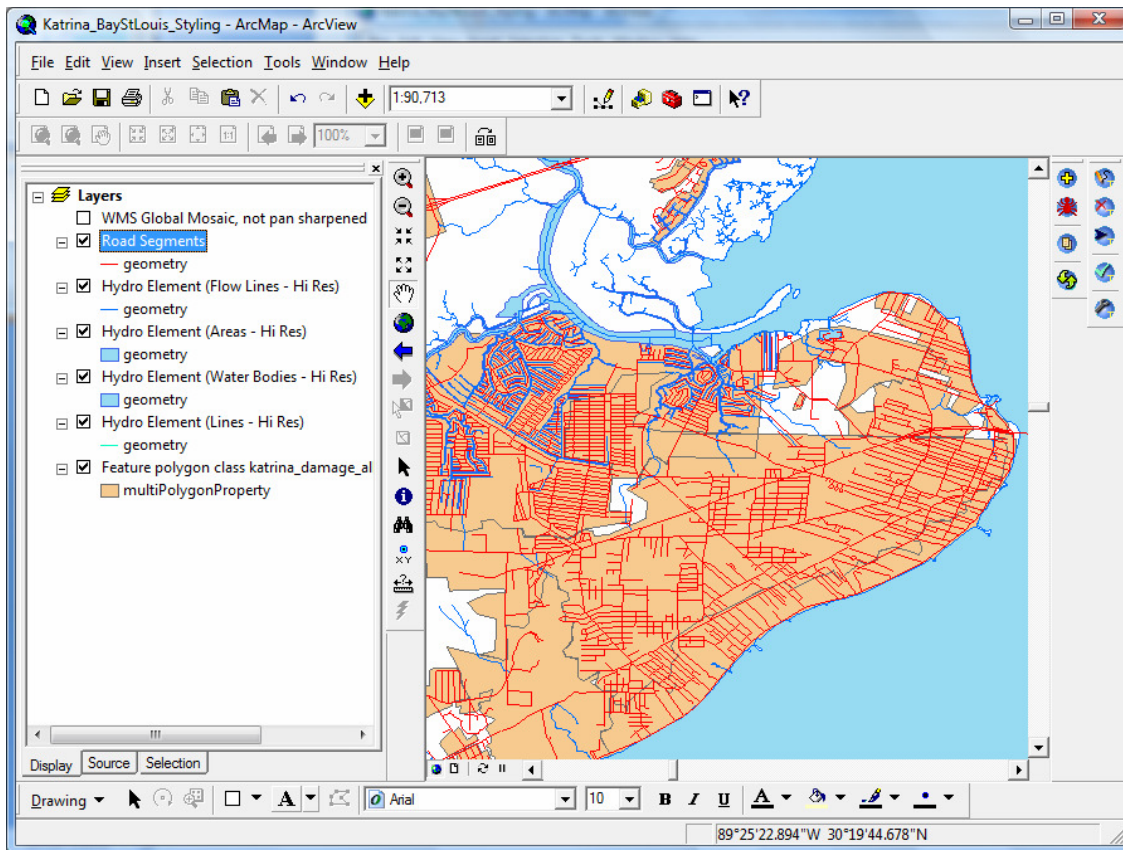 Katrina_BayStLouis_Styling - ArcMap - ArcView
File Edit View Insert Selection Tools Window Help
1:90,713
1:1
100%
Layers
WMS Global Mosaic, not pan sharpened
Road Segments
geometry
Hydro Element (Flow Lines - Hi Res)
geometry
Hydro Element (Areas - Hi Res)
geometry
Hydro Element (Water Bodies - Hi Res)
geometry
Hydro Element (Lines - Hi Res)
geometry
Feature polygon class katrina_damage_al
multiPolygonProperty
XY
Display Source Selection
Drawing A Arial 10 B I U A
89°25'22.894"W 30°19'44.678"N